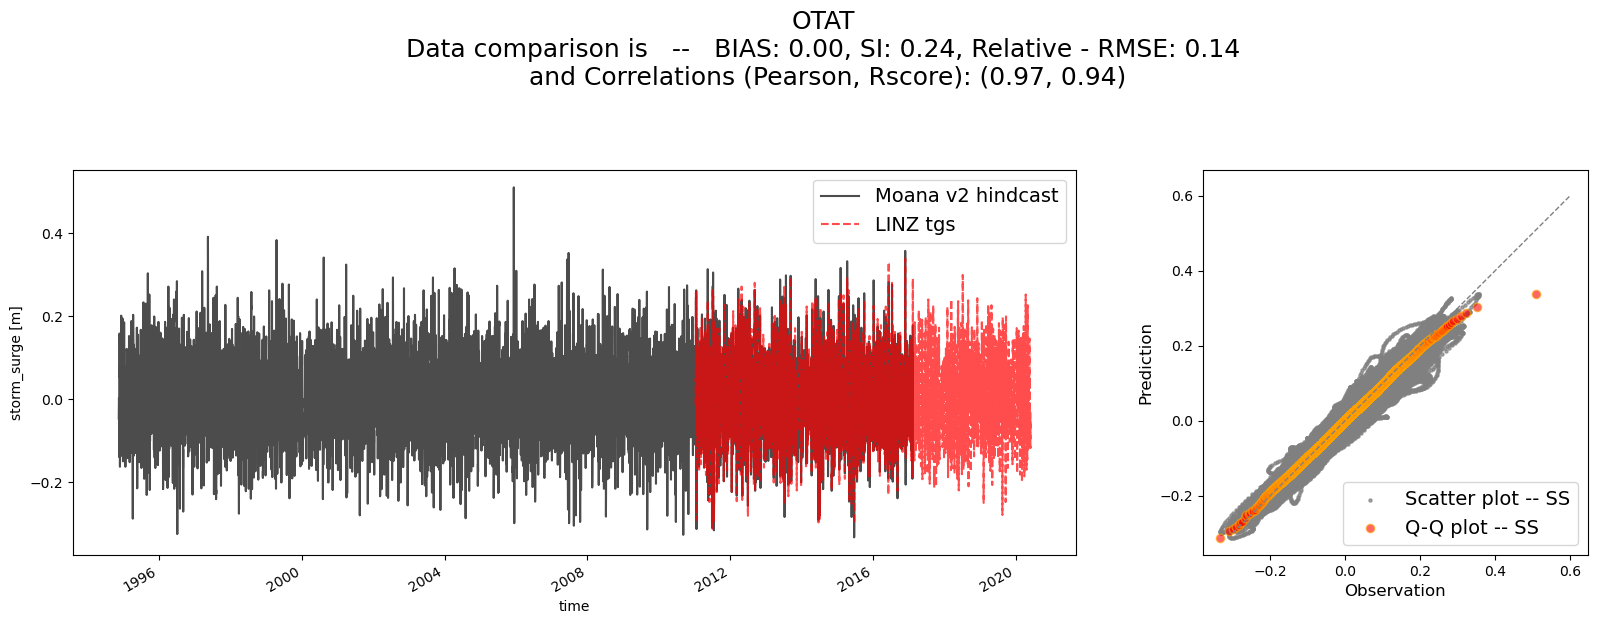 OTAT
Data comparison is   --   BIAS: 0.00, SI: 0.24, Relative - RMSE: 0.14
and Correlations (Pearson, Rscore): (0.97, 0.94)
storm_surge [m]
0.4
0.2
0.0
−0.2
Moana v2 hindcast
LINZ tgs
1996
2000
2004
2008
2012
2016
2020
time
Prediction
0.6
0.4
0.2
0.0
−0.2
Scatter plot -- SS
Q-Q plot -- SS
−0.2
0.0
0.2
0.4
0.6
Observation